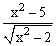 x² − 5
√x² − 2